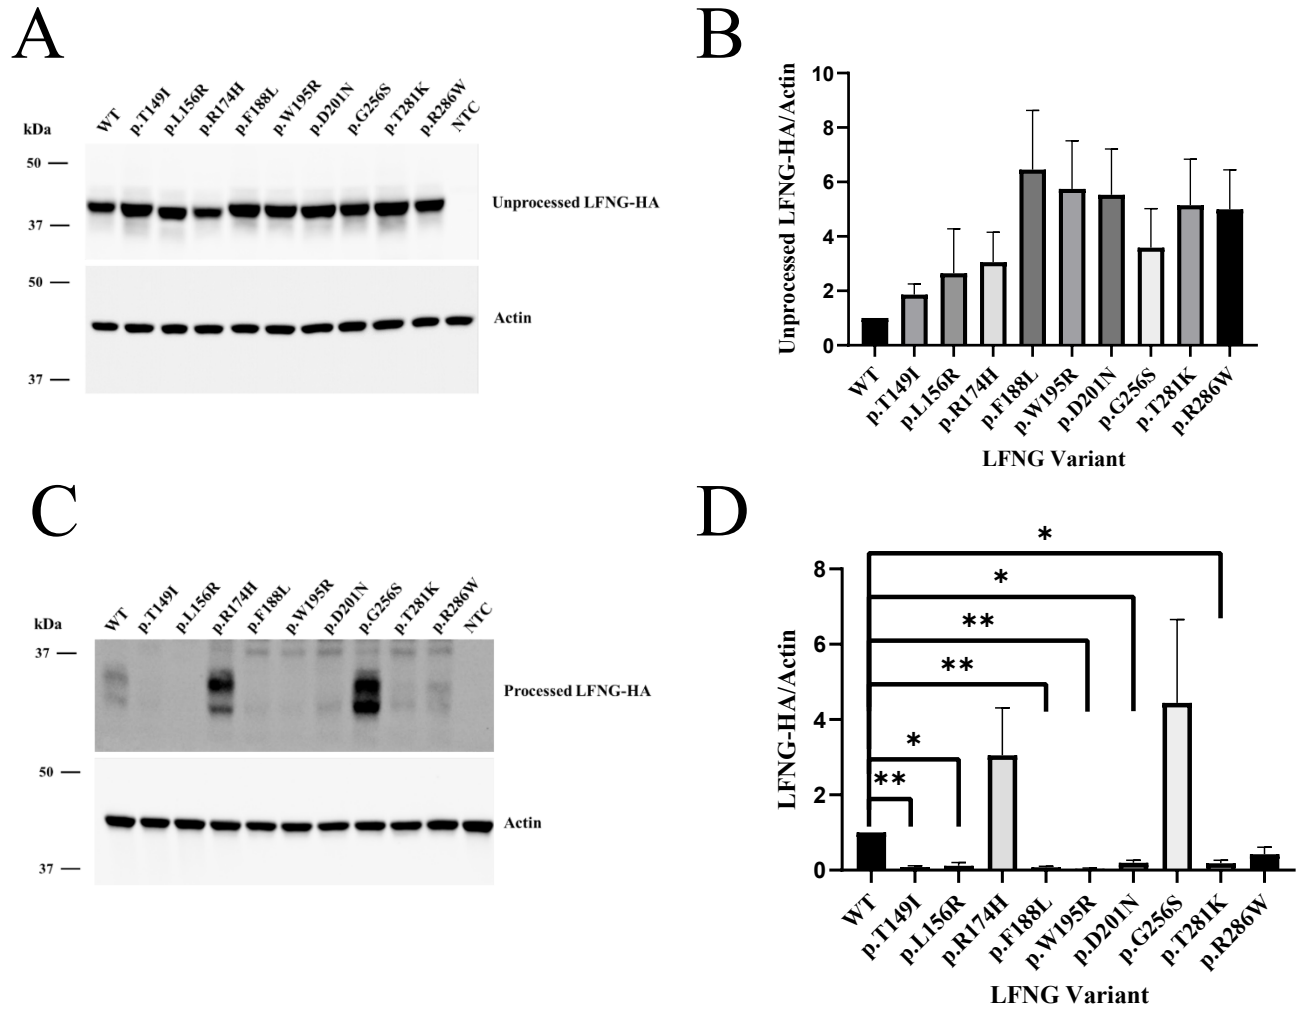 A
WT p.T149I p.L156R p.R174H p.F188L p.W195R p.D201N p.G256S p.T281K p.R286W NTC
kDa
50
Unprocessed LFNG-HA
37
50
Actin
37
B
Unprocessed LFNG-HA/Actin
10
8
6
4
2
0
WT p.T149I p.L156R p.R174H p.F188L p.W195R p.D201N p.G256S p.T281K p.R286W
LFNG Variant
C
WT p.T149I p.L156R p.R174H p.F188L p.W195R p.D201N p.G256S p.T281K p.R286W NTC
kDa
37
Processed LFNG-HA
50
Actin
37
D
LFNG-HA/Actin
8
6
4
2
0
*
*
**
**
*
**
WT p.T149I p.L156R p.R174H p.F188L p.W195R p.D201N p.G256S p.T281K p.R286W
LFNG Variant